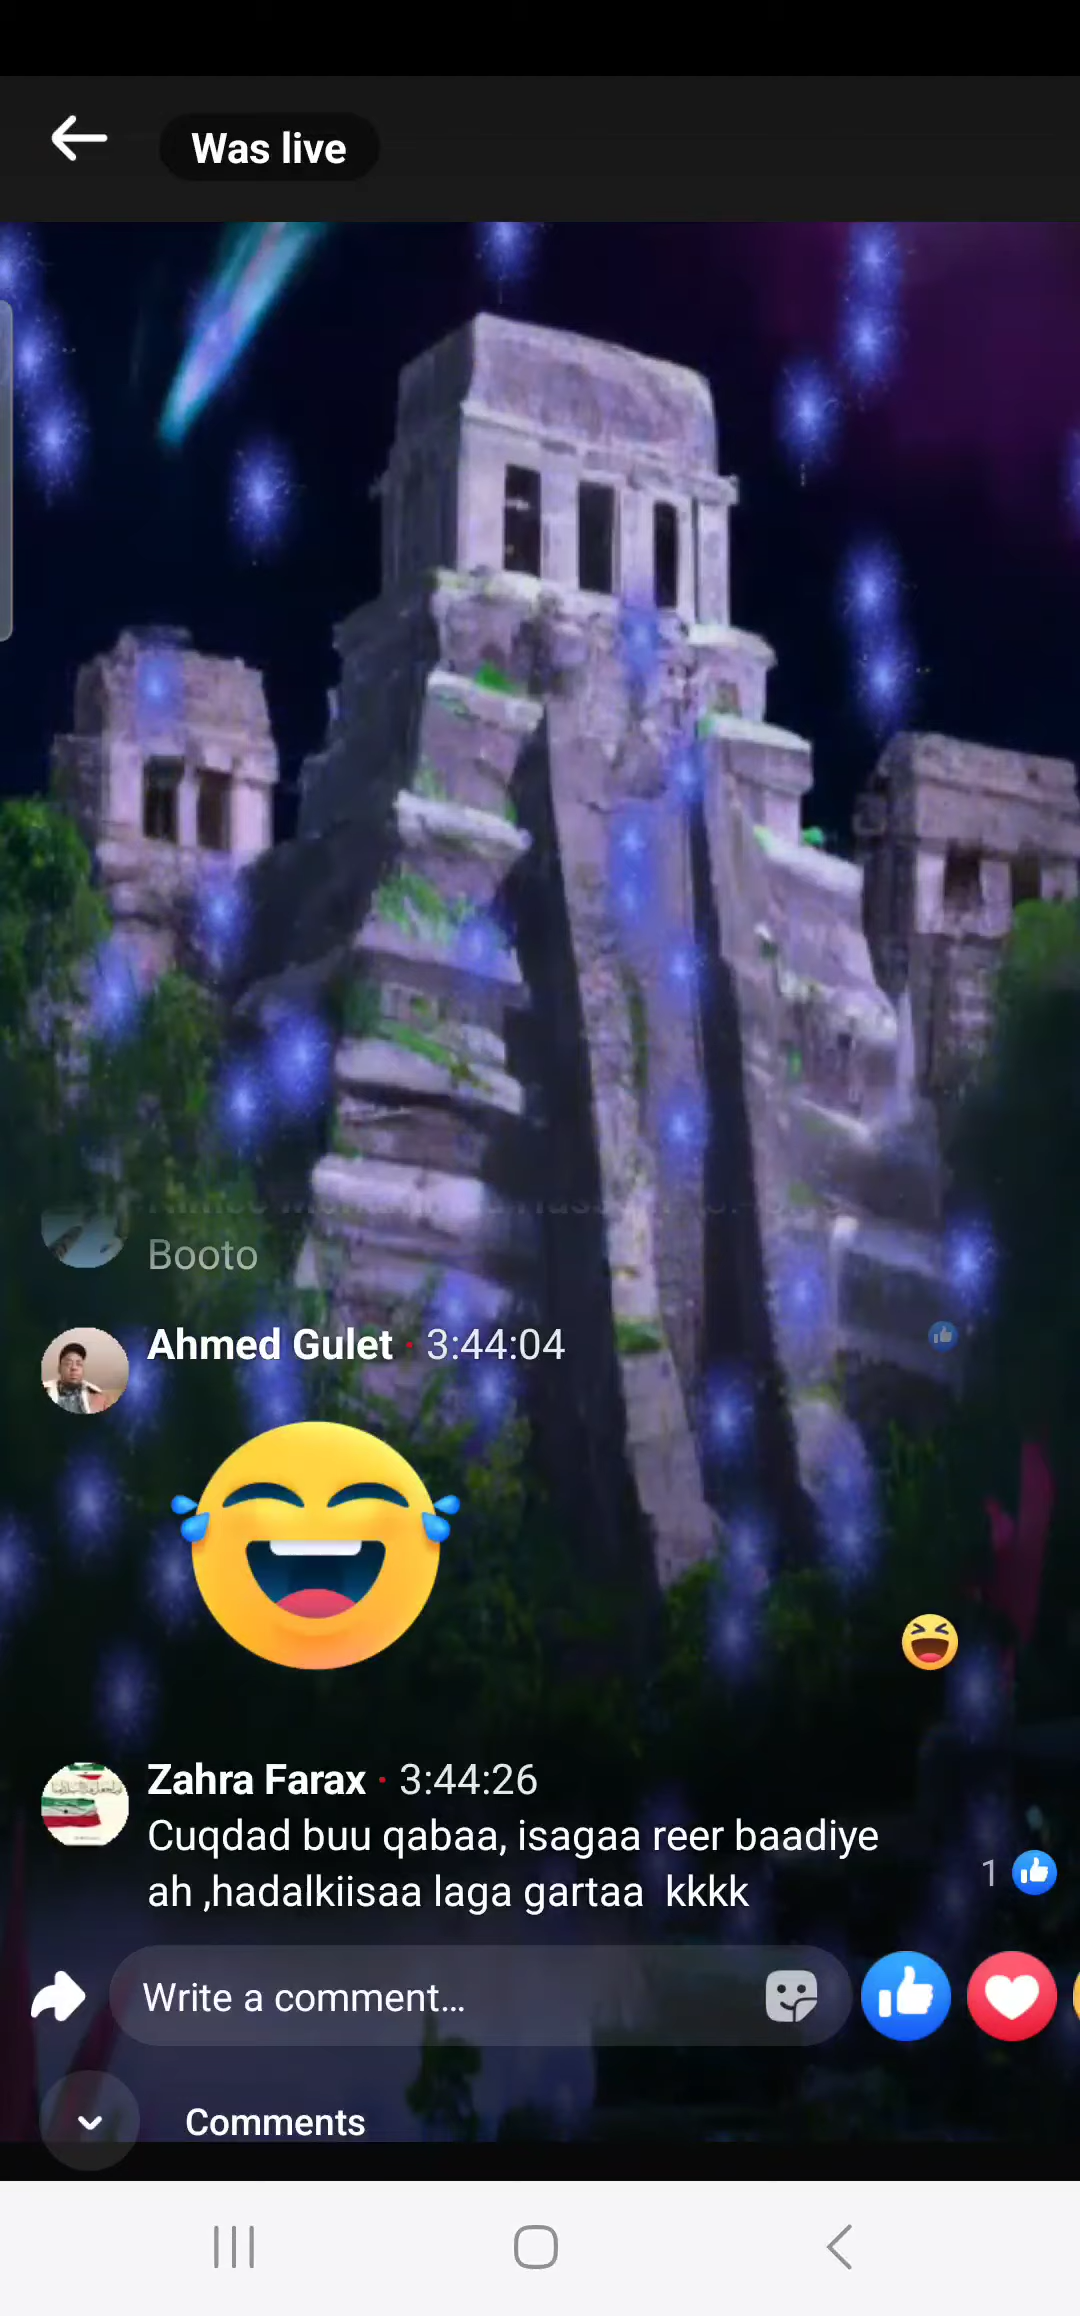 Was live
Booto
Ahmed Gulet · 3:44:04
Zahra Farax · 3:44:26
Cuqdad buu qabaa, isagaa reer baadiye
ah ,hadalkiisaa laga gartaa kkkk
1
Write a comment...
Comments